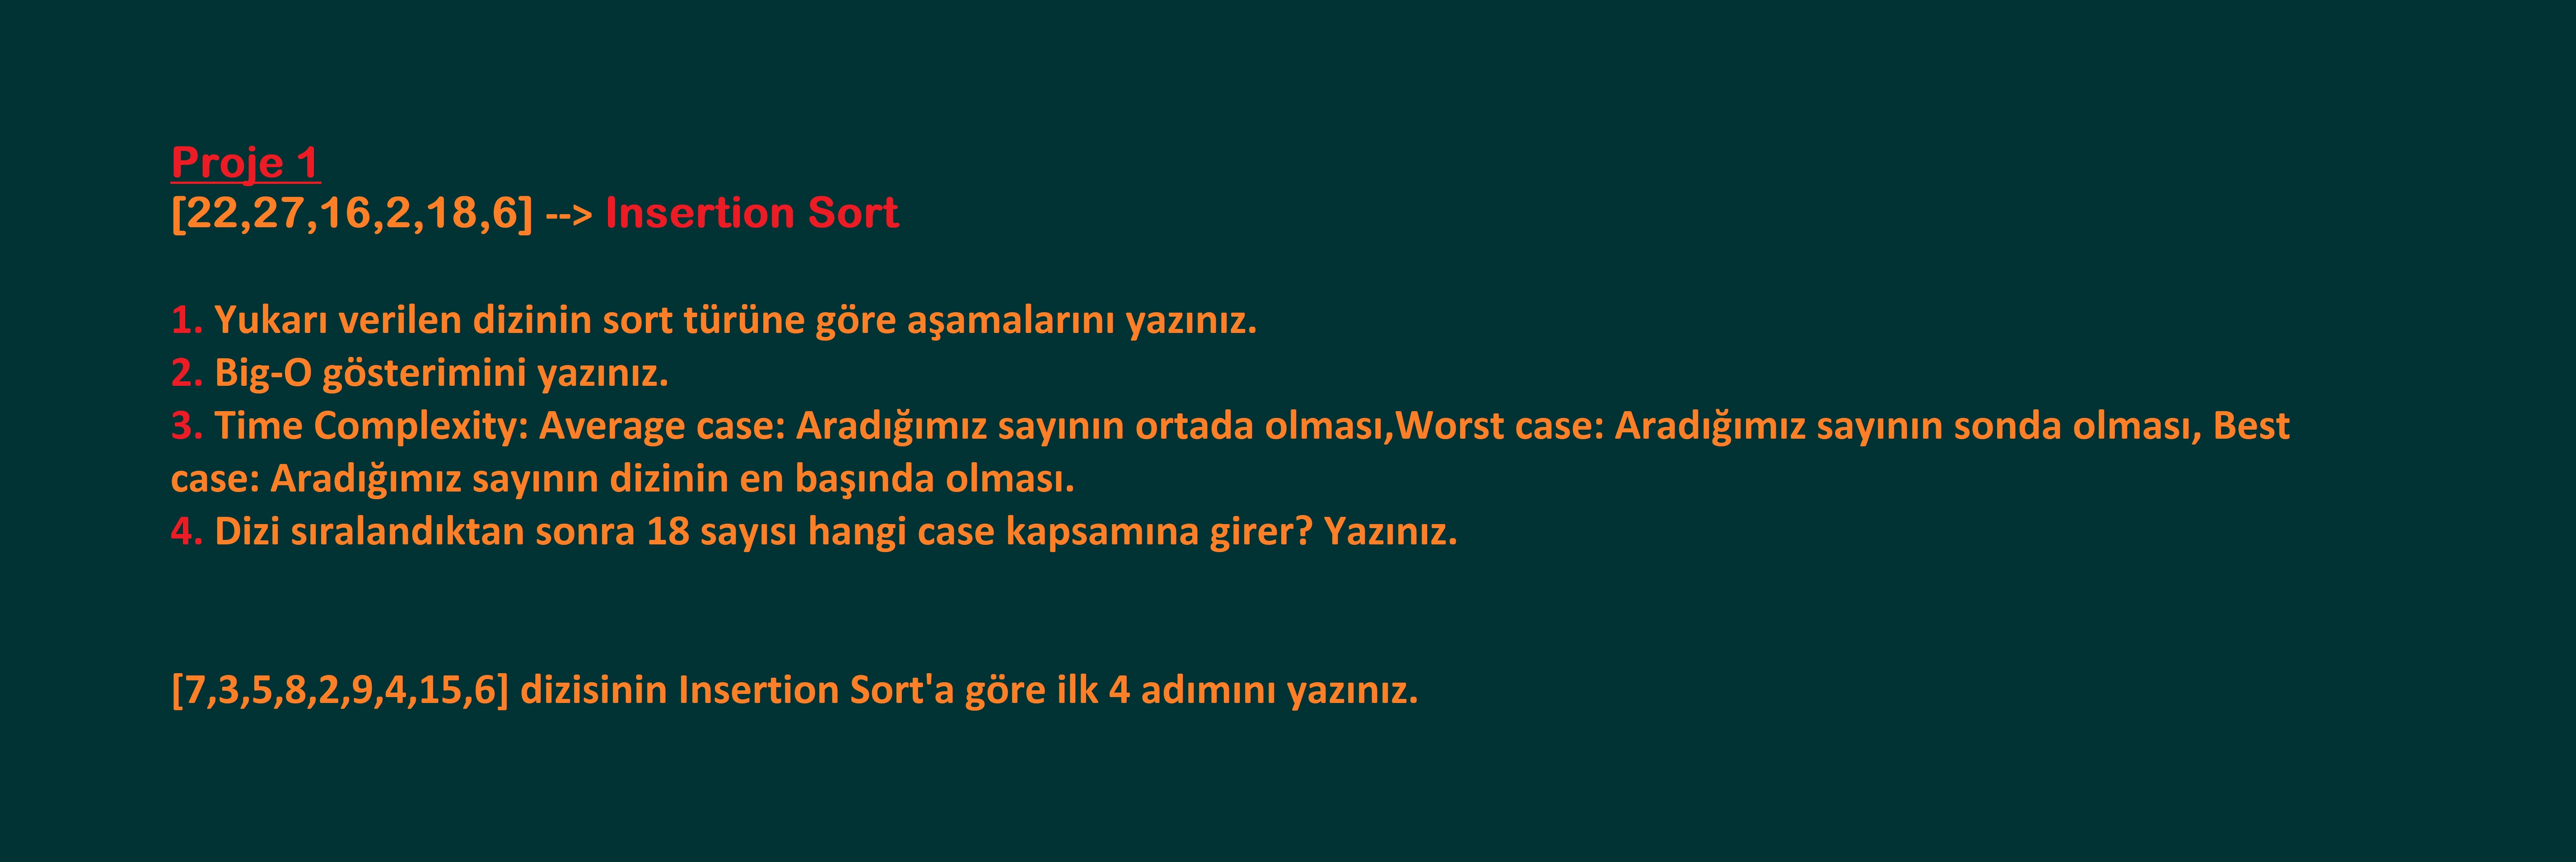 Proje 1
[22,27,16,2,18,6] --> Insertion Sort
1. Yukarı verilen dizinin sort türüne göre aşamalarını yazınız.
2. Big-O gösterimini yazınız.
3. Time Complexity: Average case: Aradığımız sayının ortada olması,Worst case: Aradığımız sayının sonda olması, Best
case: Aradığımız sayının dizinin en başında olması.
4. Dizi sıralandıktan sonra 18 sayısı hangi case kapsamına girer? Yazınız.
[7,3,5,8,2,9,4,15,6] dizisinin Insertion Sort'a göre ilk 4 adımını yazınız.